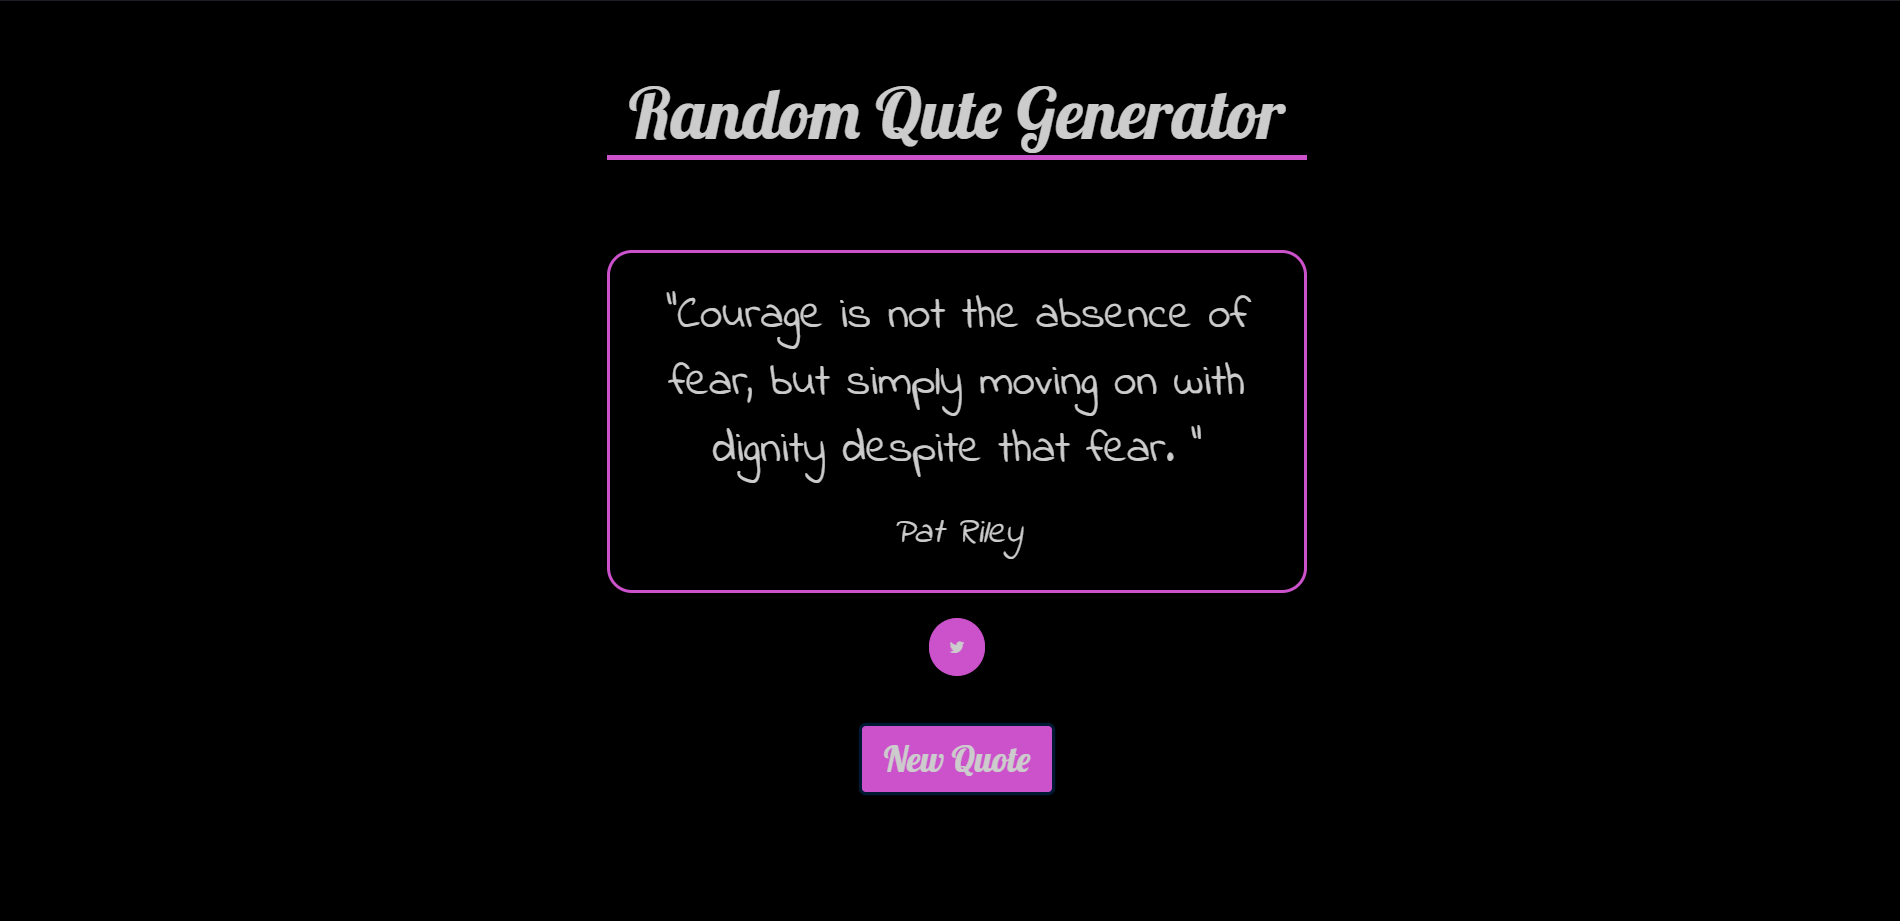 Random Qute Generator
"Courage is not the absence of
fear, but simply moving on with
dignity despite that fear. "
Pat Riley
New Quote